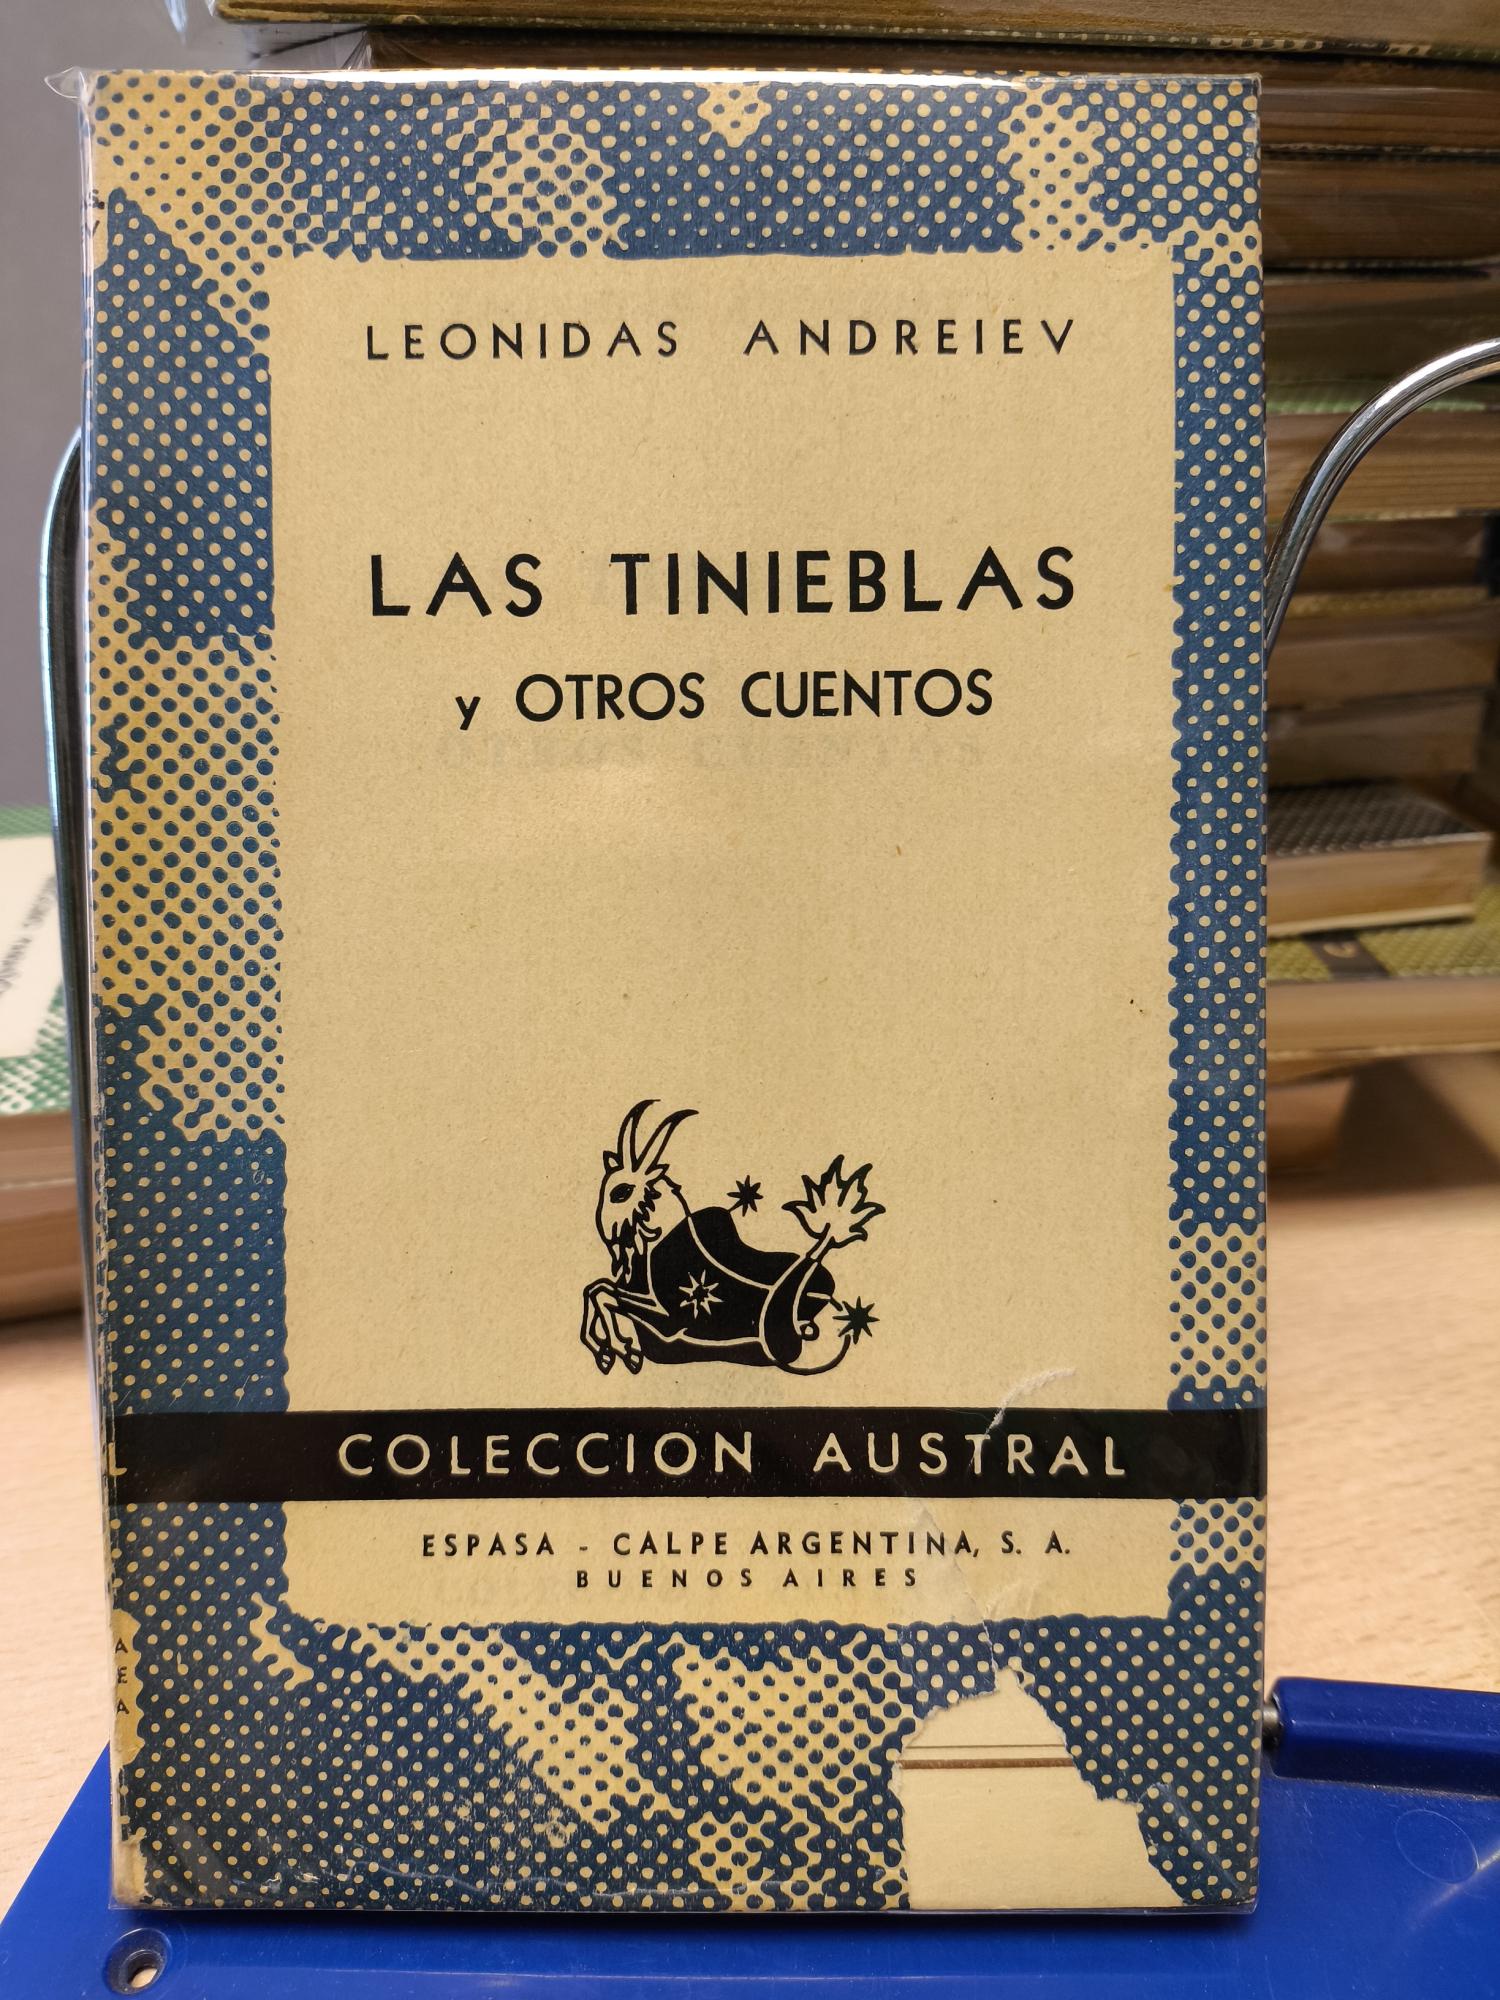 LEONIDAS ANDREIEV
LAS TINIEBLAS
y OTROS CUENTOS
COLECCION AUSTRAL
ESPASA - CALPE ARGENTINA, S. A.
BUENOS AIRES